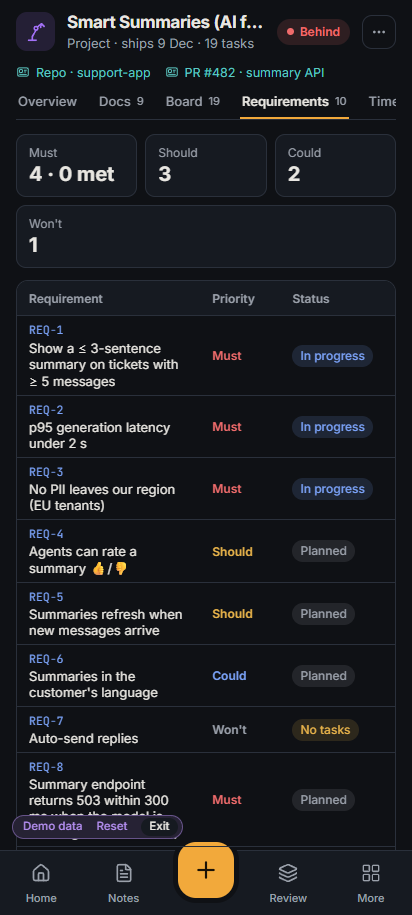 Smart Summaries (AI f...
Project · ships 9 Dec · 19 tasks
Behind
Repo · support-app
PR #482 · summary API
Overview
Docs 9
Board 19
Requirements 10
Time
Must
4 · 0 met
Should
3
Could
2
Won't
1
Requirement Priority Status
REQ-1
Show a ≤ 3-sentence
summary on tickets with
≥ 5 messages
Must
In progress
REQ-2
p95 generation latency
under 2 s
Must
In progress
REQ-3
No PII leaves our region
(EU tenants)
Must
In progress
REQ-4
Agents can rate a
summary 👍/👎
Should
Planned
REQ-5
Summaries refresh when
new messages arrive
Should
Planned
REQ-6
Summaries in the
customer's language
Could
Planned
REQ-7
Auto-send replies
Won't
No tasks
REQ-8
Summary endpoint
returns 503 within 300
Must
Planned
Demo data Reset Exit
Home
Notes
Review
More